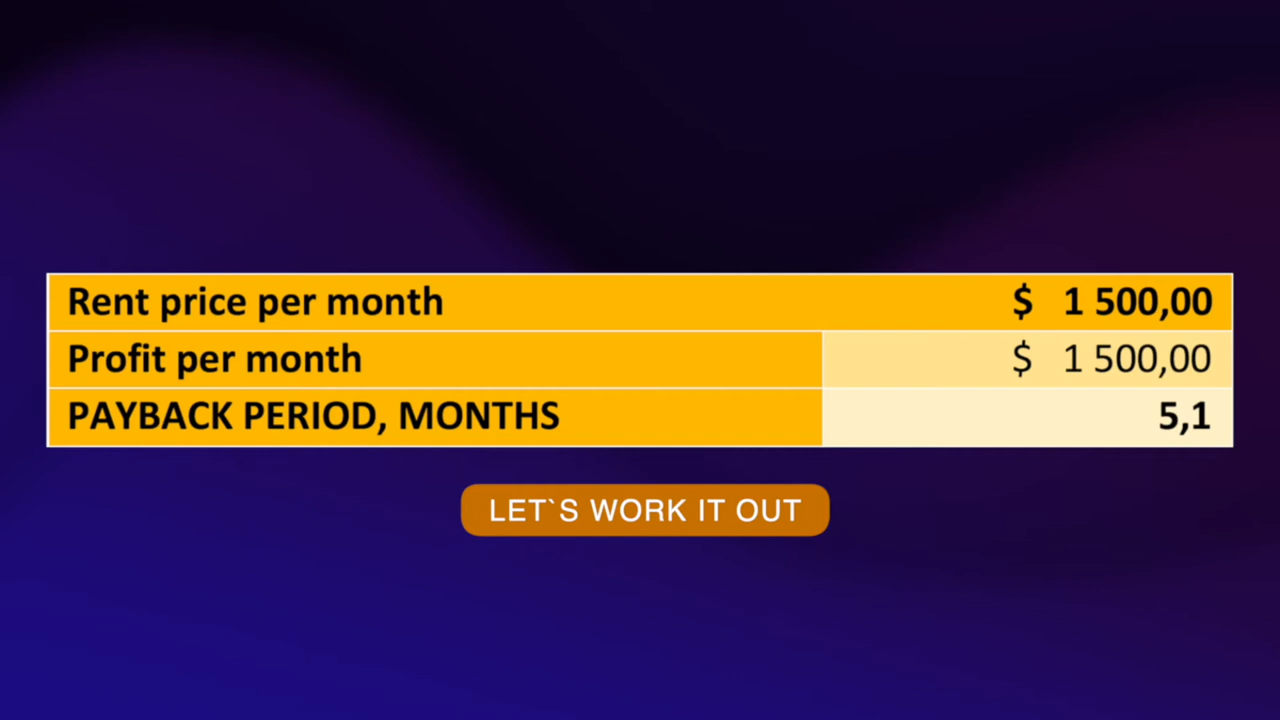 Rent price per month $ 1 500,00
Profit per month $ 1 500,00
PAYBACK PERIOD, MONTHS 5,1
LET`S WORK IT OUT